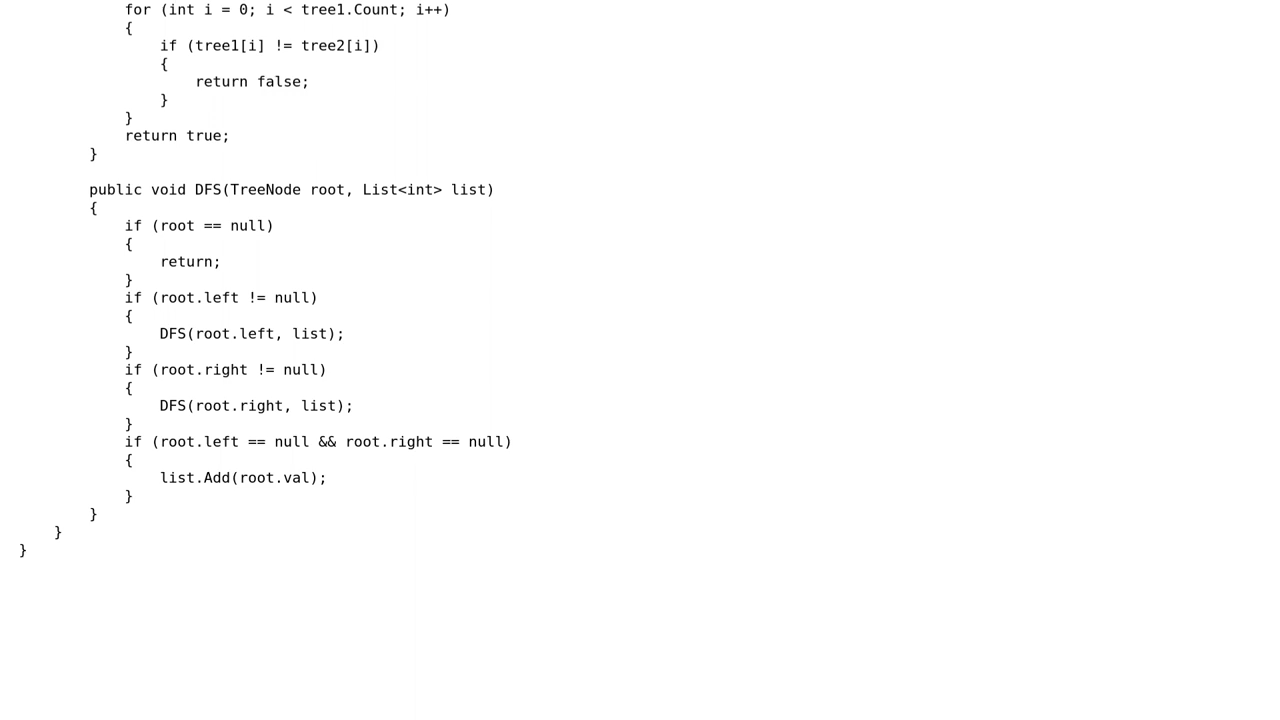 for (int i = 0; i < tree1.Count; i++)
{
if (tree1[i] != tree2[i])
{
return false;
}
}
return true;
}
public void DFS(TreeNode root, List<int> list)
{
if (root == null)
{
return;
}
if (root.left != null)
{
DFS(root.left, list);
}
if (root.right != null)
{
DFS(root.right, list);
}
if (root.left == null && root.right == null)
{
list.Add(root.val);
}
}
}
}